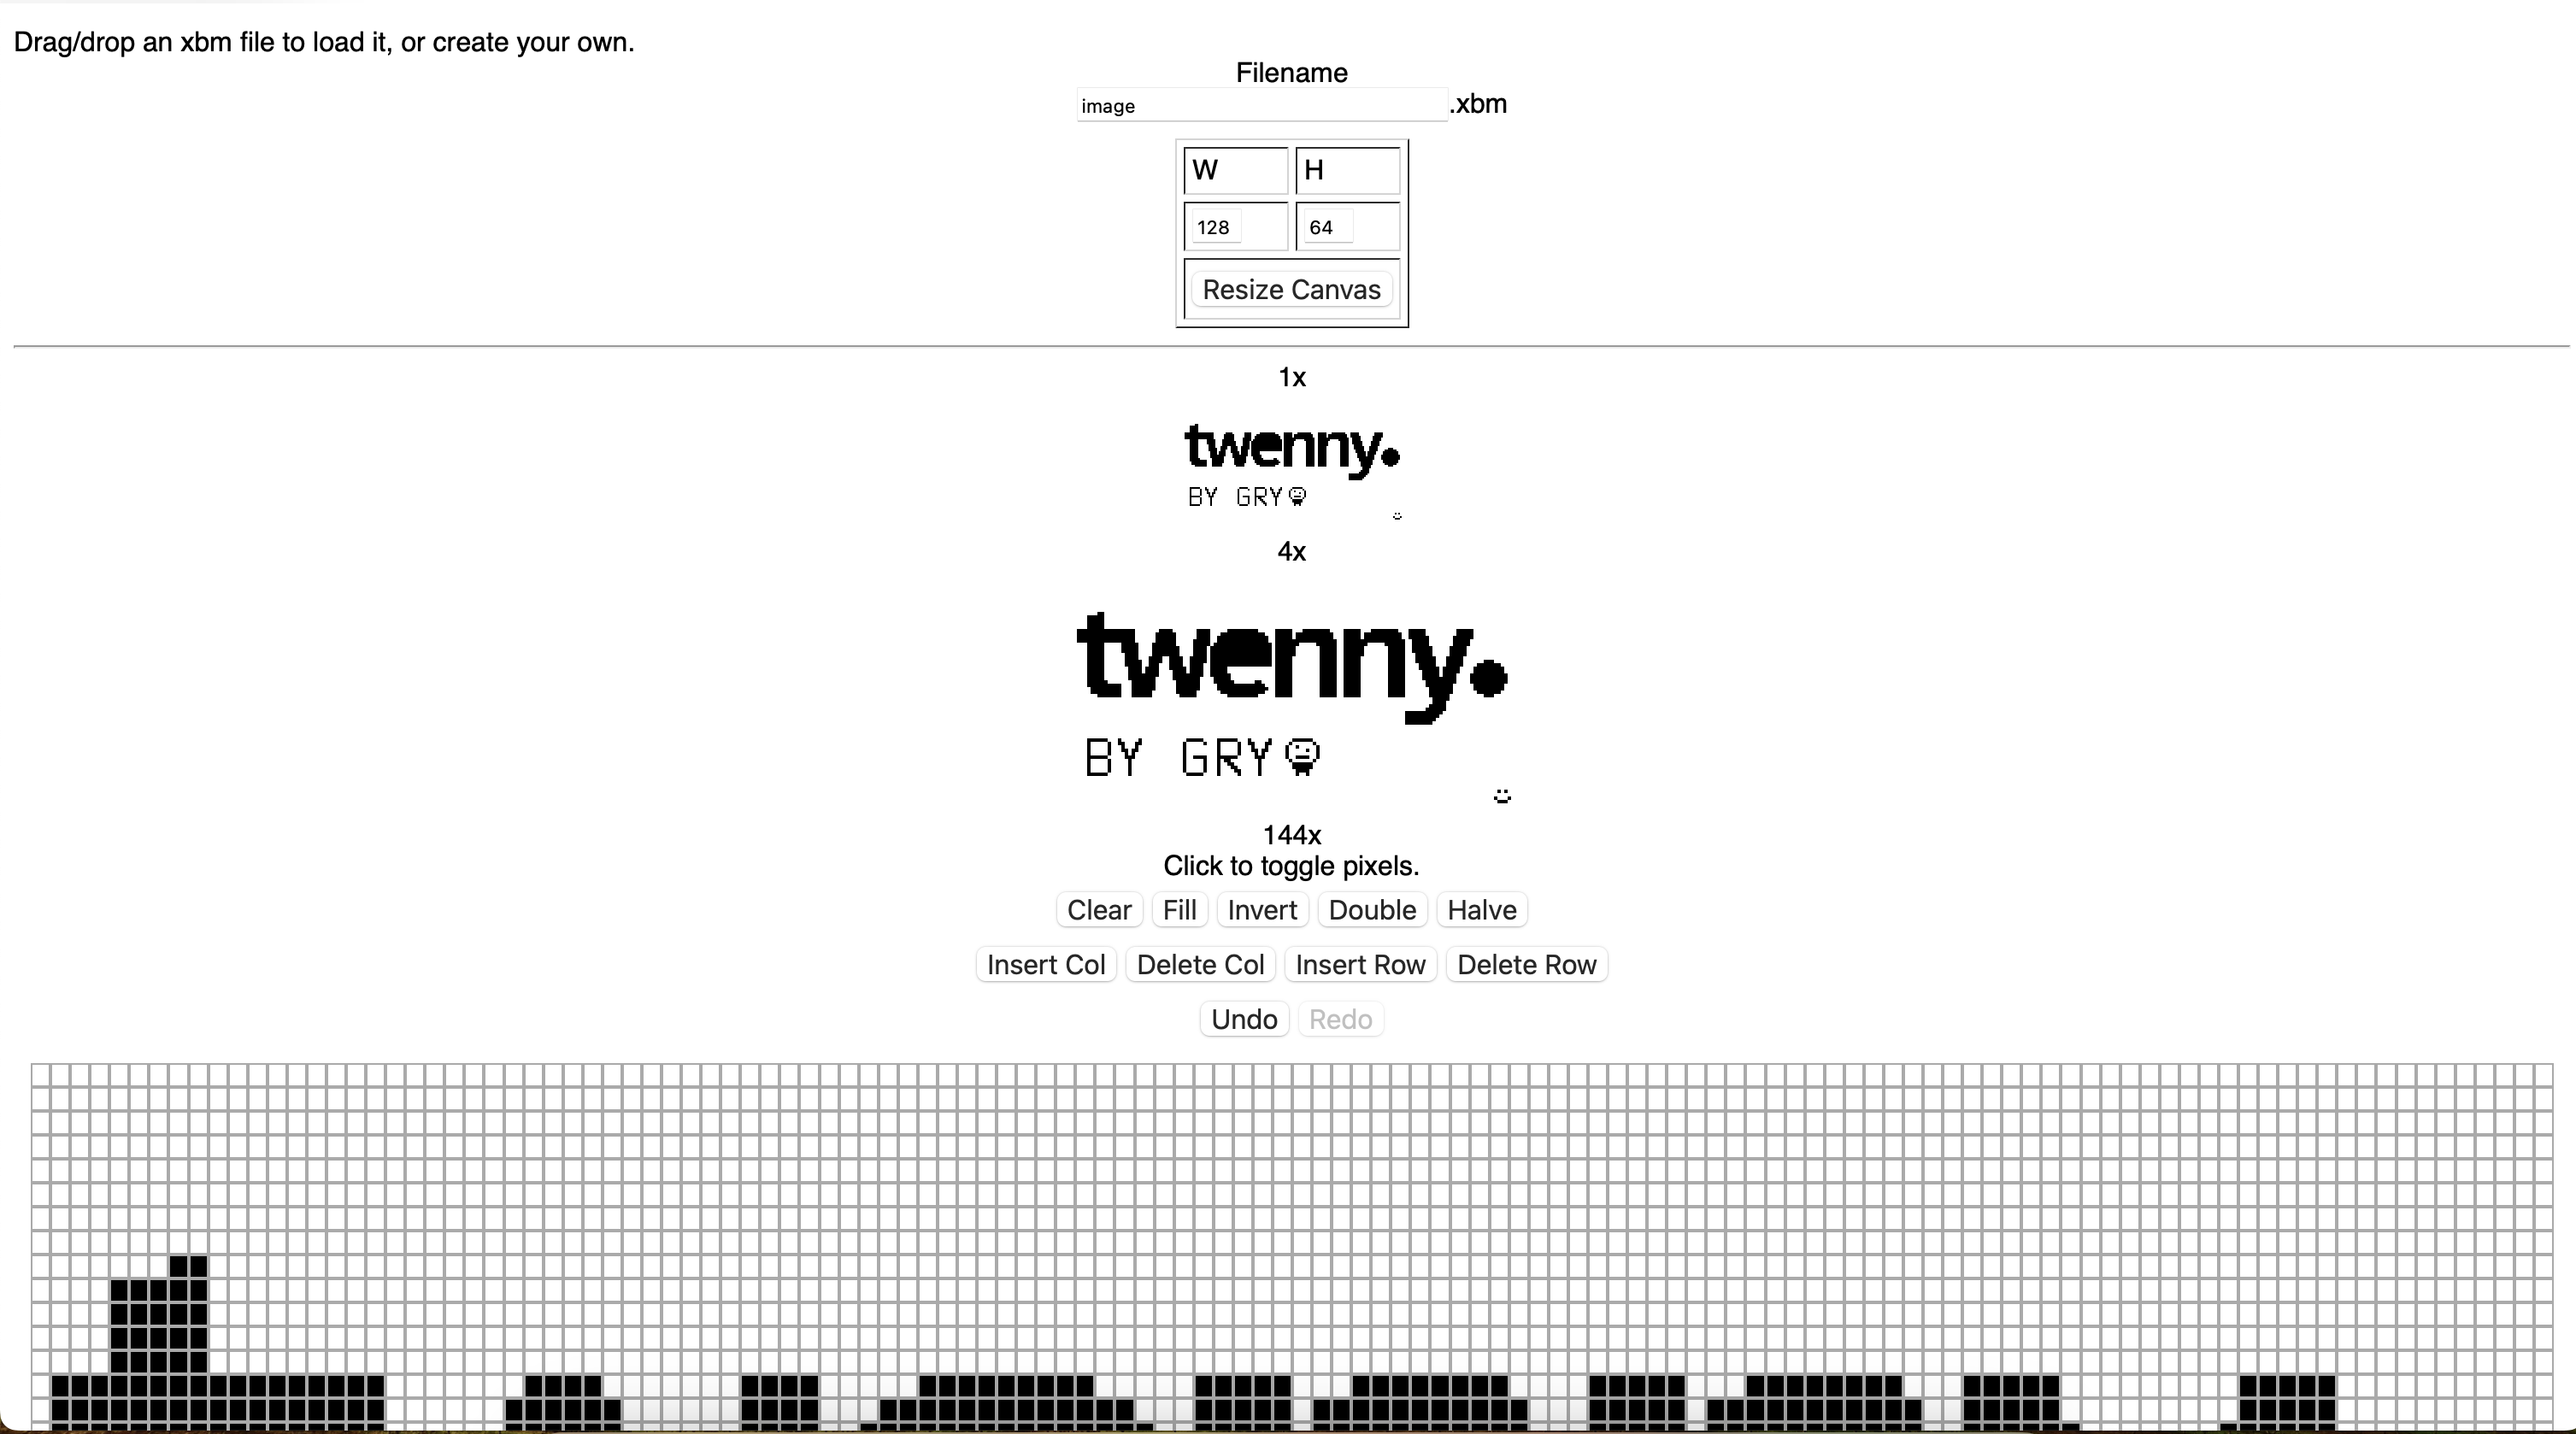 Drag/drop an xbm file to load it, or create your own.
Filename
image .xbm
W H
128 64
Resize Canvas
1x
twenny.
BY GRY
4x
twenny.
BY GRY
144x
Click to toggle pixels.
Clear Fill Invert Double Halve
Insert Col Delete Col Insert Row Delete Row
Undo Redo